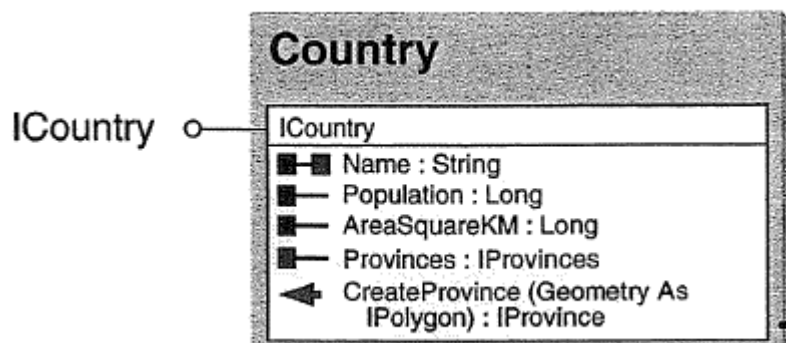 Country
ICountry
ICountry
Name : String
Population : Long
AreaSquareKM : Long
Provinces : IProvinces
CreateProvince (Geometry As
IPolygon) : IProvince